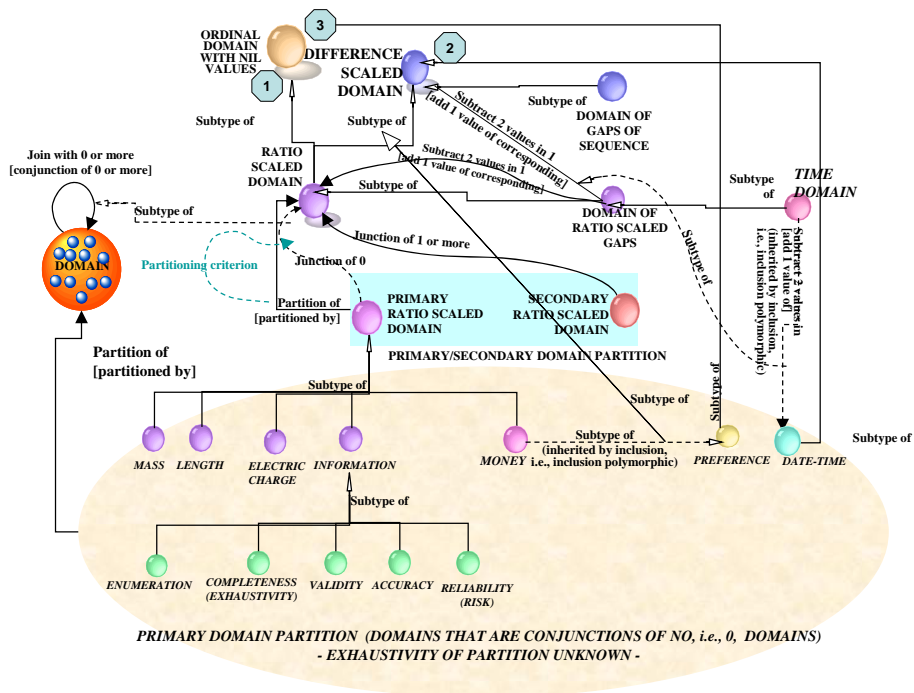 3
ORDINAL
DOMAIN
WITH NIL
VALUES
DIFFERENCE
SCALED
DOMAIN
2
1
Subtype of
Subtype of
Subtype of
DOMAIN OF
GAPS OF
SEQUENCE
Subtract 2 values in 1
[add 1 value of corresponding]
Join with 0 or more
[conjunction of 0 or more]
RATIO
SCALED
DOMAIN
Subtract 2 values in 1
[add 1 value of corresponding]
Subtype of
Subtype
of
TIME
DOMAIN
Subtype of
DOMAIN OF
RATIO SCALED
GAPS
Junction of 1 or more
Subtype of
Subtract 2 values in
[add 1 value of]
(inherited by inclusion,
i.e., inclusion polymorphic)
DOMAIN
Partitioning criterion
Junction of 0
Partition of
[partitioned by]
PRIMARY
RATIO SCALED
DOMAIN
SECONDARY
RATIO SCALED
DOMAIN
PRIMARY/SECONDARY DOMAIN PARTITION
Partition of
[partitioned by]
Subtype of
Subtype of
Subtype of
MASS
LENGTH
ELECTRIC
CHARGE
INFORMATION
MONEY
Subtype of
(inherited by inclusion,
i.e., inclusion polymorphic)
PREFERENCE
DATE-TIME
Subtype of
Subtype of
ENUMERATION
COMPLETENESS
(EXHAUSTIVITY)
VALIDITY
ACCURACY
RELIABILITY
(RISK)
PRIMARY DOMAIN PARTITION (DOMAINS THAT ARE CONJUNCTIONS OF NO, i.e., 0, DOMAINS)
- EXHAUSTIVITY OF PARTITION UNKNOWN -